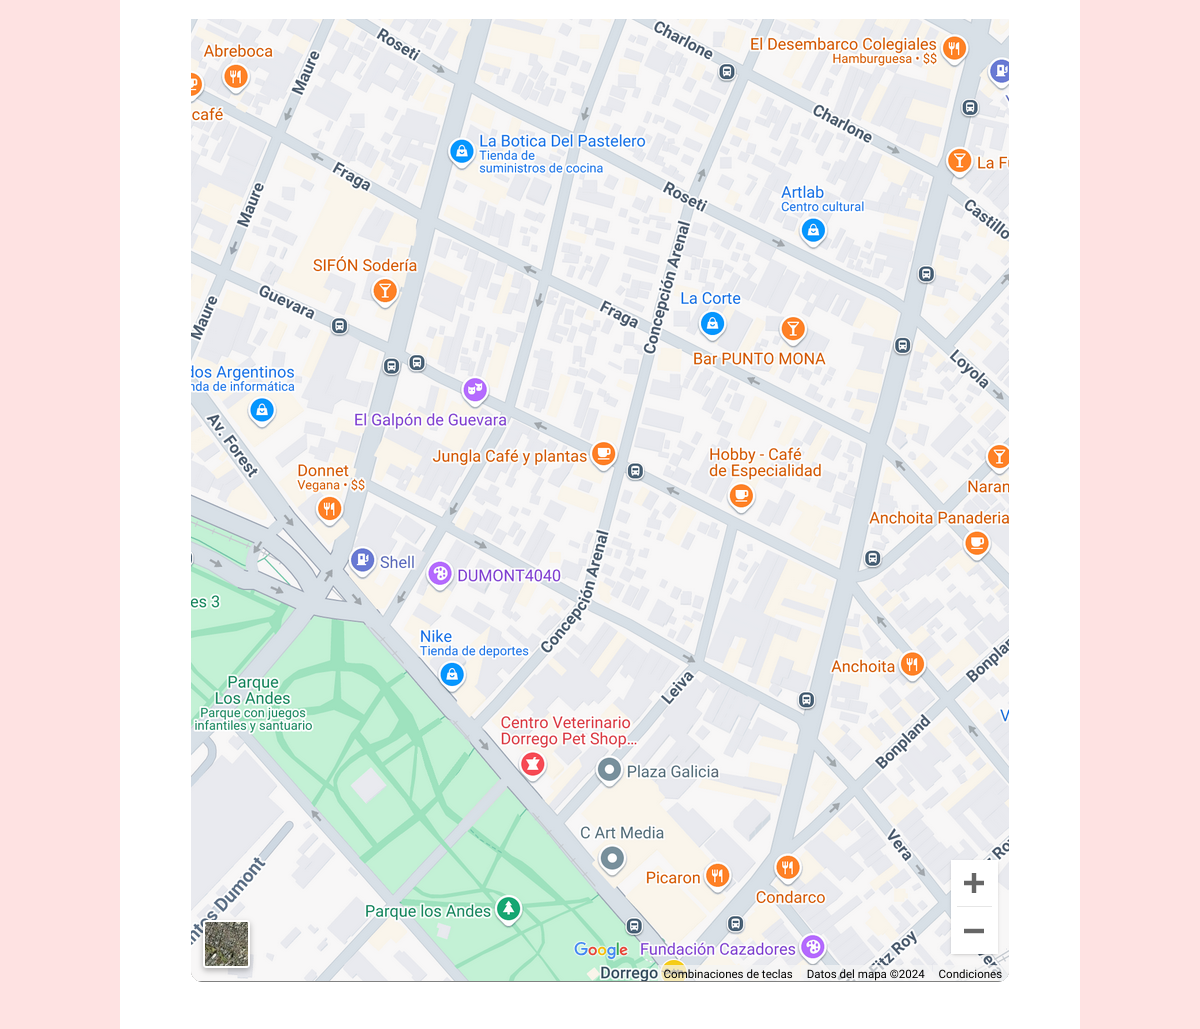 Abreboca
café
Maure
Roseti
Charlone
El Desembarco Colegiales
Hamburguesa • $$
Charlone
La Botica Del Pastelero
Tienda de
suministros de cocina
La Fu
Fraga
Maure
Roseti
Artlab
Centro cultural
Castillo
SIFÓN Sodería
Concepción Arenal
Guevara
Maure
Fraga
La Corte
Bar PUNTO MONA
Loyola
dos Argentinos
nda de informática
El Galpón de Guevara
Av. Forest
Jungla Café y plantas
Hobby - Café
de Especialidad
Donnet
Vegana • $$
Naran
Anchoita Panaderia
Shell
DUMONT4040
Concepción Arenal
es 3
Nike
Tienda de deportes
Anchoita
Bonplan
Parque
Los Andes
Parque con juegos
infantiles y santuario
Leiva
Centro Veterinario
Dorrego Pet Shop...
V
Bonpland
Plaza Galicia
C Art Media
Vera
Ro
Picaron
Condarco
ntos Dumont
Parque los Andes
Google
Fundación Cazadores
Fitz Roy
Dorrego
Combinaciones de teclas
Datos del mapa ©2024
Condiciones